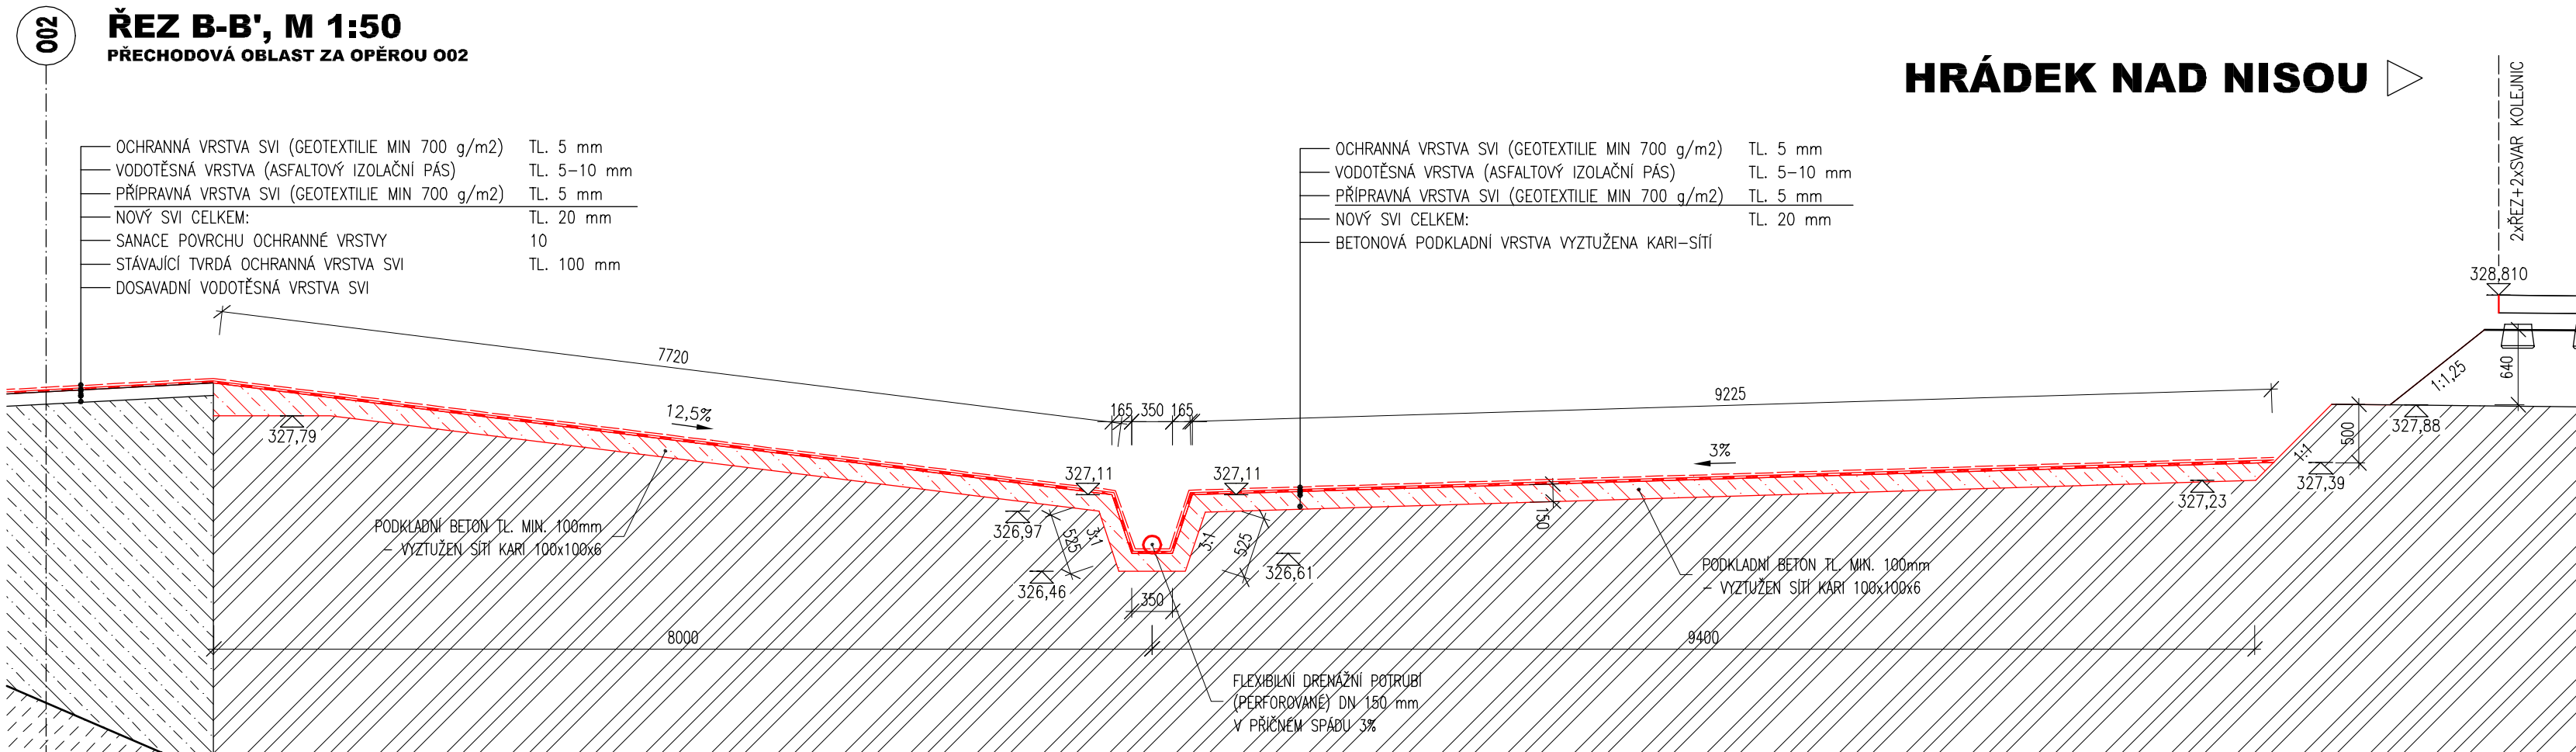 002
ŘEZ B-B', M 1:50
PŘECHODOVÁ OBLAST ZA OPĚROU O02
HRÁDEK NAD NISOU
2xŘEZ+2xSVAR KOLEJNIC
OCHRANNÁ VRSTVA SVI (GEOTEXTILIE MIN 700 g/m2) TL. 5 mm
VODOTĚSNÁ VRSTVA (ASFALTOVÝ IZOLAČNÍ PÁS) TL. 5-10 mm
PŘÍPRAVNÁ VRSTVA SVI (GEOTEXTILIE MIN 700 g/m2) TL. 5 mm
NOVÝ SVI CELKEM: TL. 20 mm
SANACE POVRCHU OCHRANNÉ VRSTVY 10
STÁVAJÍCÍ TVRDÁ OCHRANNÁ VRSTVA SVI TL. 100 mm
DOSAVADNÍ VODOTĚSNÁ VRSTVA SVI
OCHRANNÁ VRSTVA SVI (GEOTEXTILIE MIN 700 g/m2) TL. 5 mm
VODOTĚSNÁ VRSTVA (ASFALTOVÝ IZOLAČNÍ PÁS) TL. 5-10 mm
PŘÍPRAVNÁ VRSTVA SVI (GEOTEXTILIE MIN 700 g/m2) TL. 5 mm
NOVÝ SVI CELKEM: TL. 20 mm
BETONOVÁ PODKLADNÍ VRSTVA VYZTUŽENA KARI-SÍTÍ
328,810
7720
640
1:1,25
9225
12,5%
165 350 165
327,79
327,88
500
1:1
3%
327,11
327,11
327,39
327,23
150
326,97
525
3:1
3:1
525
PODKLADNÍ BETON TL. MIN. 100mm
- VYZTUŽEN SÍTÍ KARI 100x100x6
326,61
326,46
PODKLADNÍ BETON TL. MIN. 100mm
- VYZTUŽEN SÍTÍ KARI 100x100x6
350
8000
9400
FLEXIBILNÍ DRENÁŽNÍ POTRUBÍ
(PERFOROVANÉ) DN 150 mm
V PŘÍČNÉM SPÁDU 3%